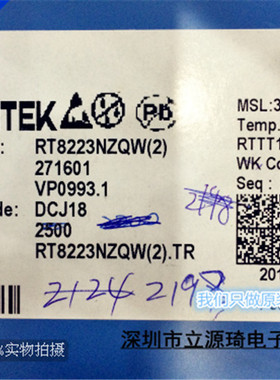 TEK
Pb
MSL:3
Temp.
RTTT1
WK Co
Seq :
: RT8223NZQW(2)
271601
VP0993.1
de: DCJ18
2500
RT8223NZQW(2).TR
2124 2198
201
我们只做原
%实物拍摄
深圳市立源琦电子